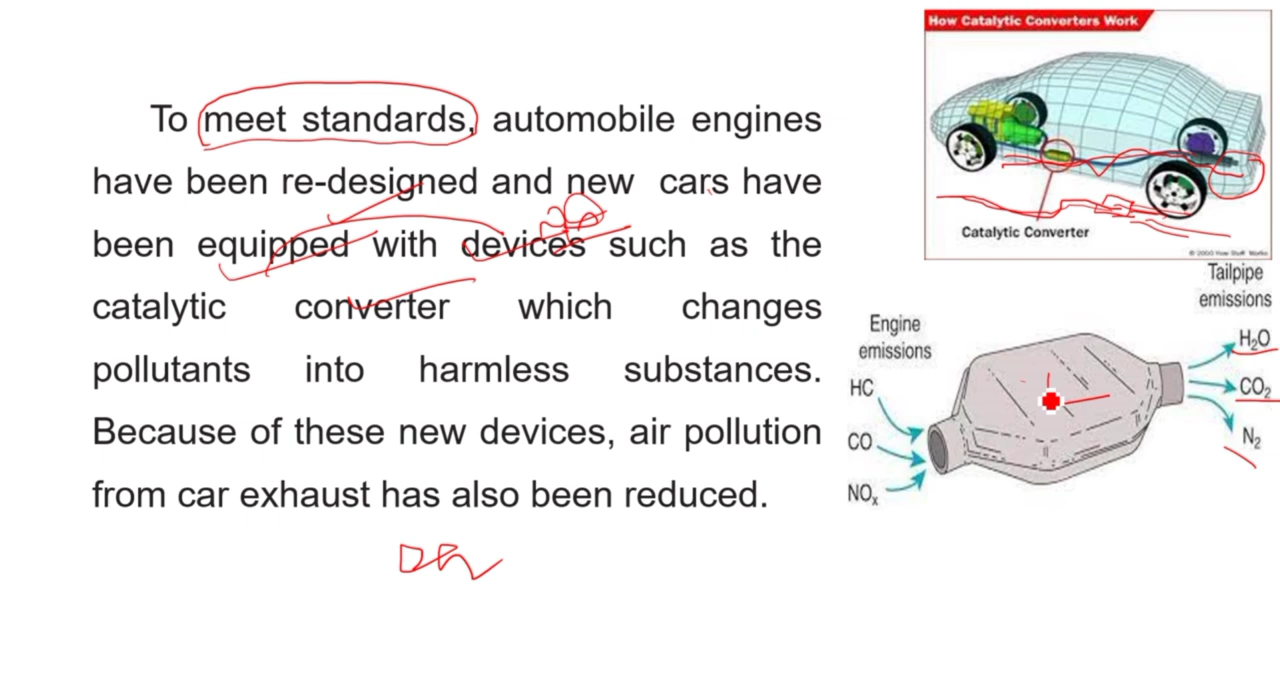 How Catalytic Converters Work
To meet standards, automobile engines
have been re-designed and new cars have
been equipped with devices such as the
catalytic converter which changes
pollutants into harmless substances.
Because of these new devices, air pollution
from car exhaust has also been reduced.
Catalytic Converter
Tailpipe
emissions
Engine
emissions
HC
CO
NOx
H₂O
CO₂
N₂